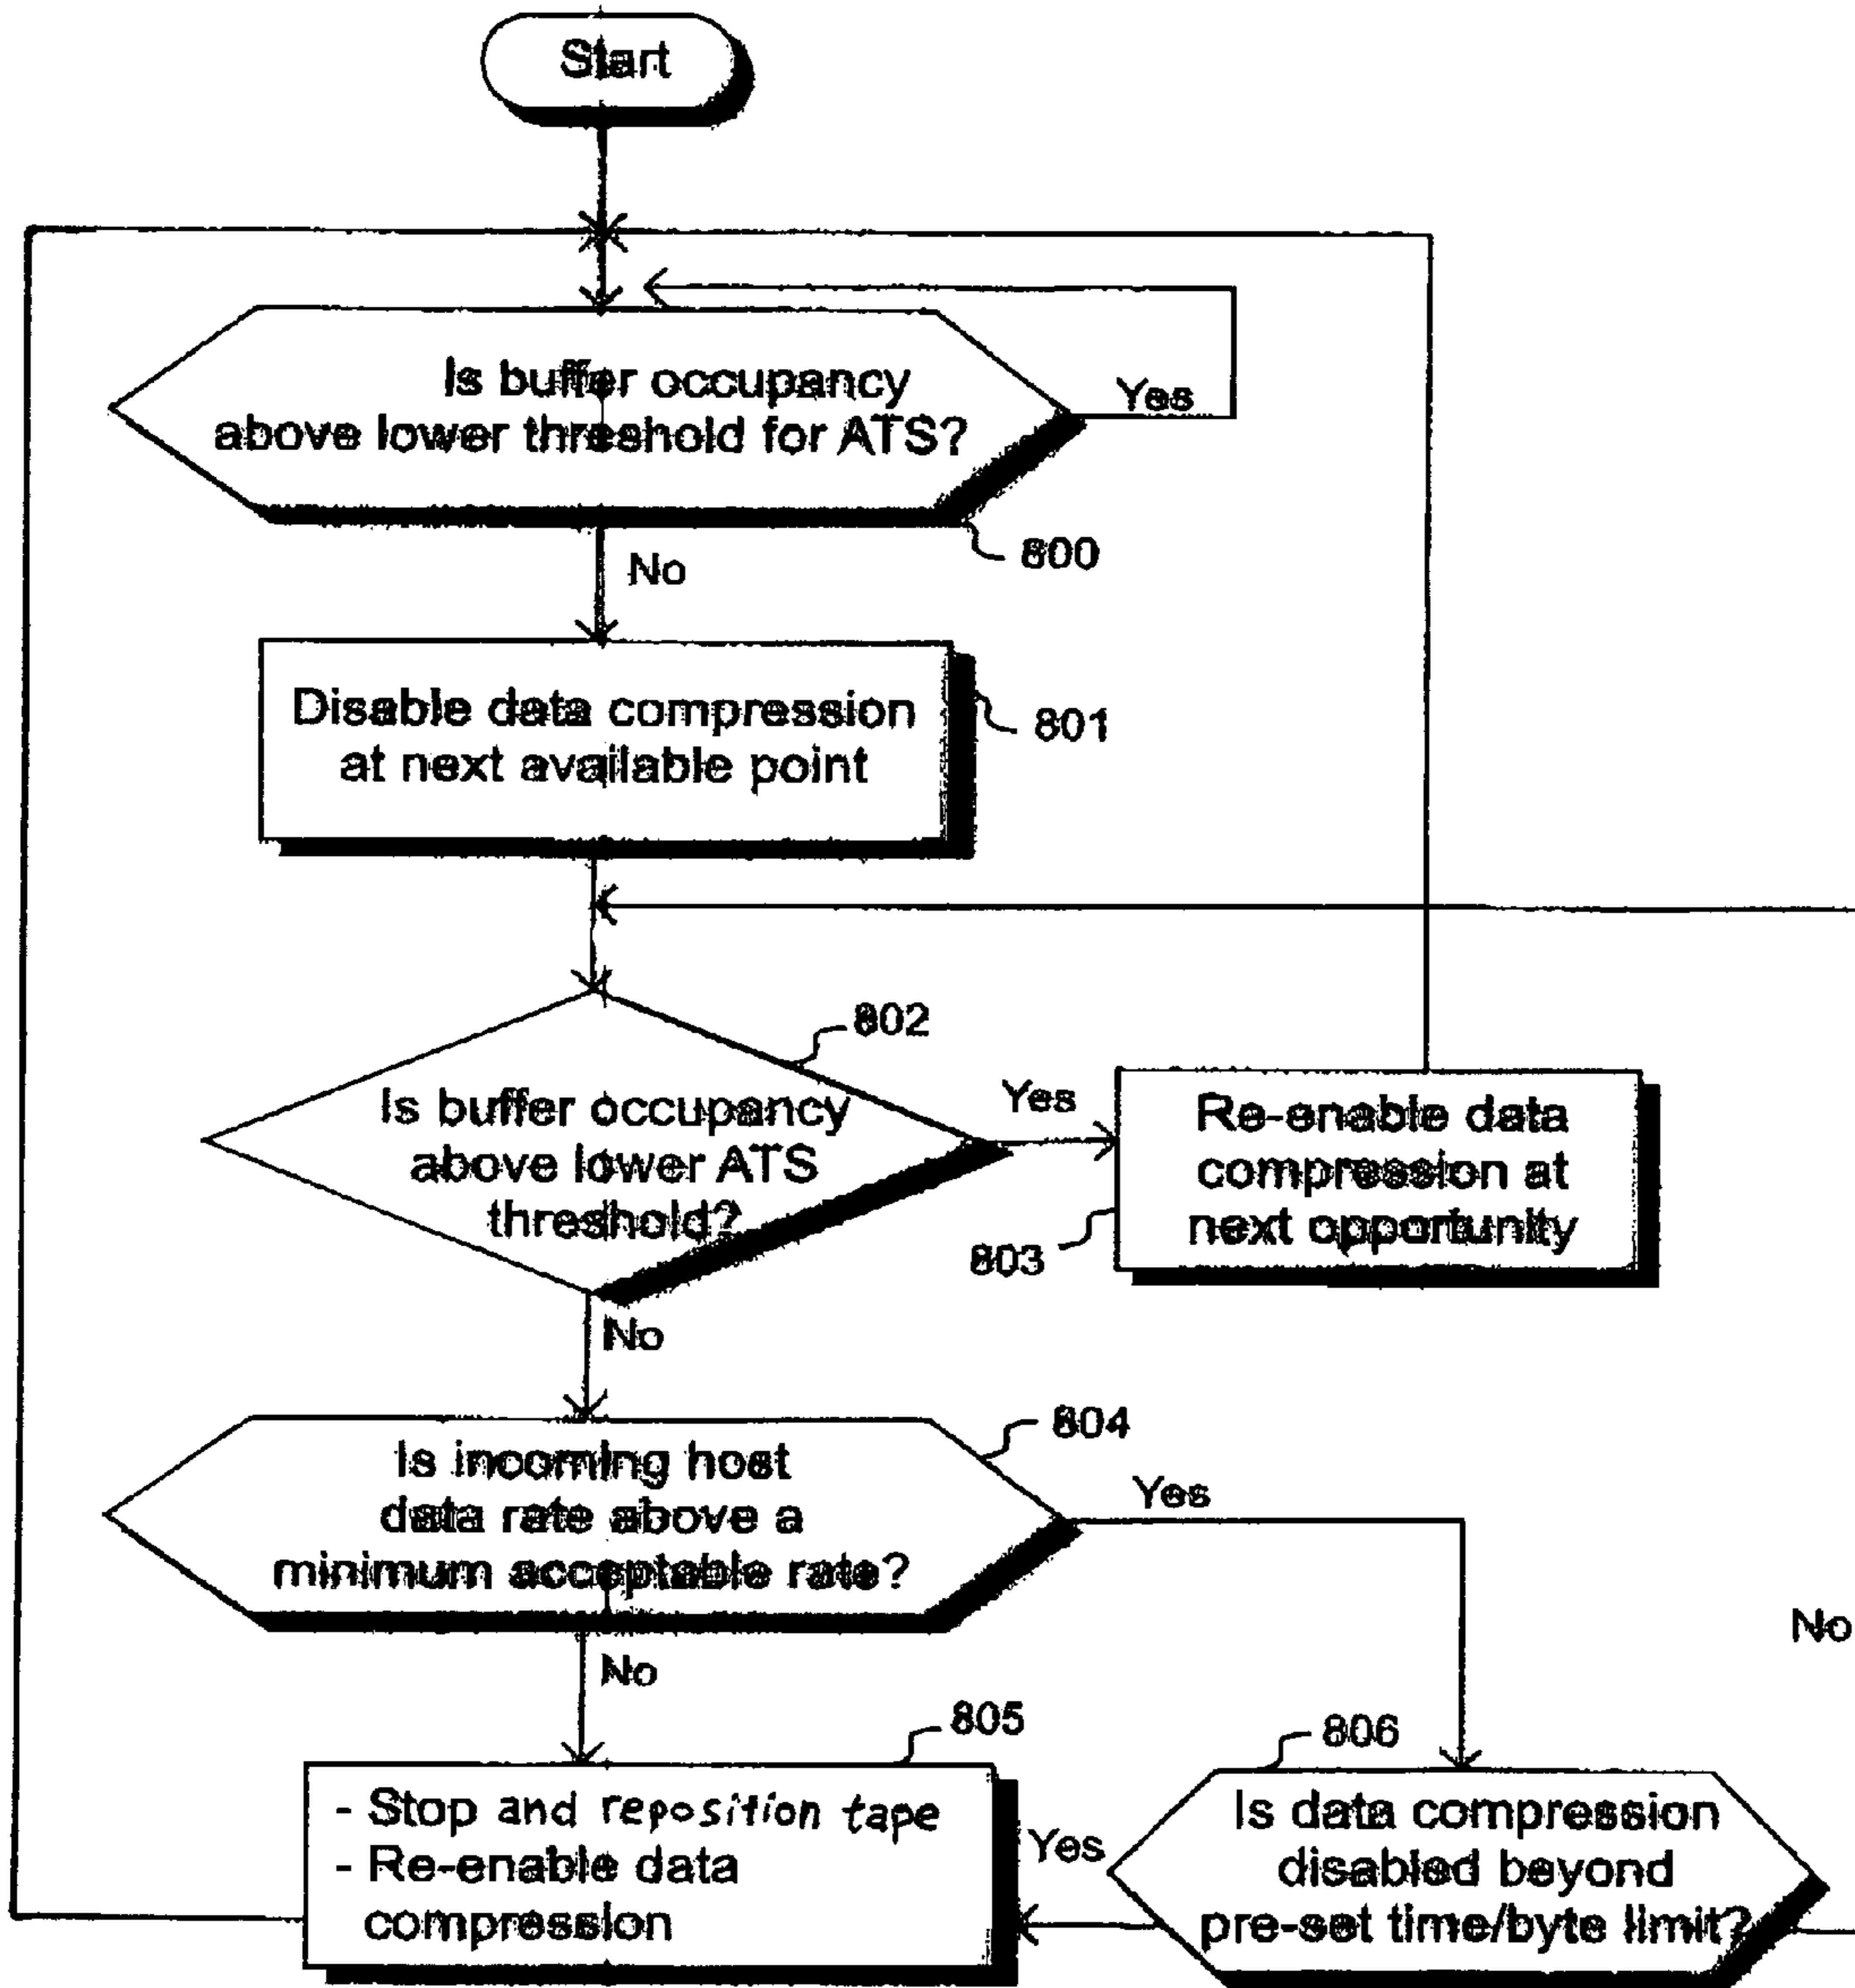 Start
Is buffer occupancy
above lower threshold for ATS?
Yes
800
No
Disable data compression
at next available point
801
802
Is buffer occupancy
above lower ATS
threshold?
Yes
Re-enable data
compression at
next opportunity
803
No
804
Is incoming host
data rate above a
minimum acceptable rate?
Yes
No
No
805
806
- Stop and reposition tape
- Re-enable data
compression
Yes
Is data compression
disabled beyond
pre-set time/byte limit?